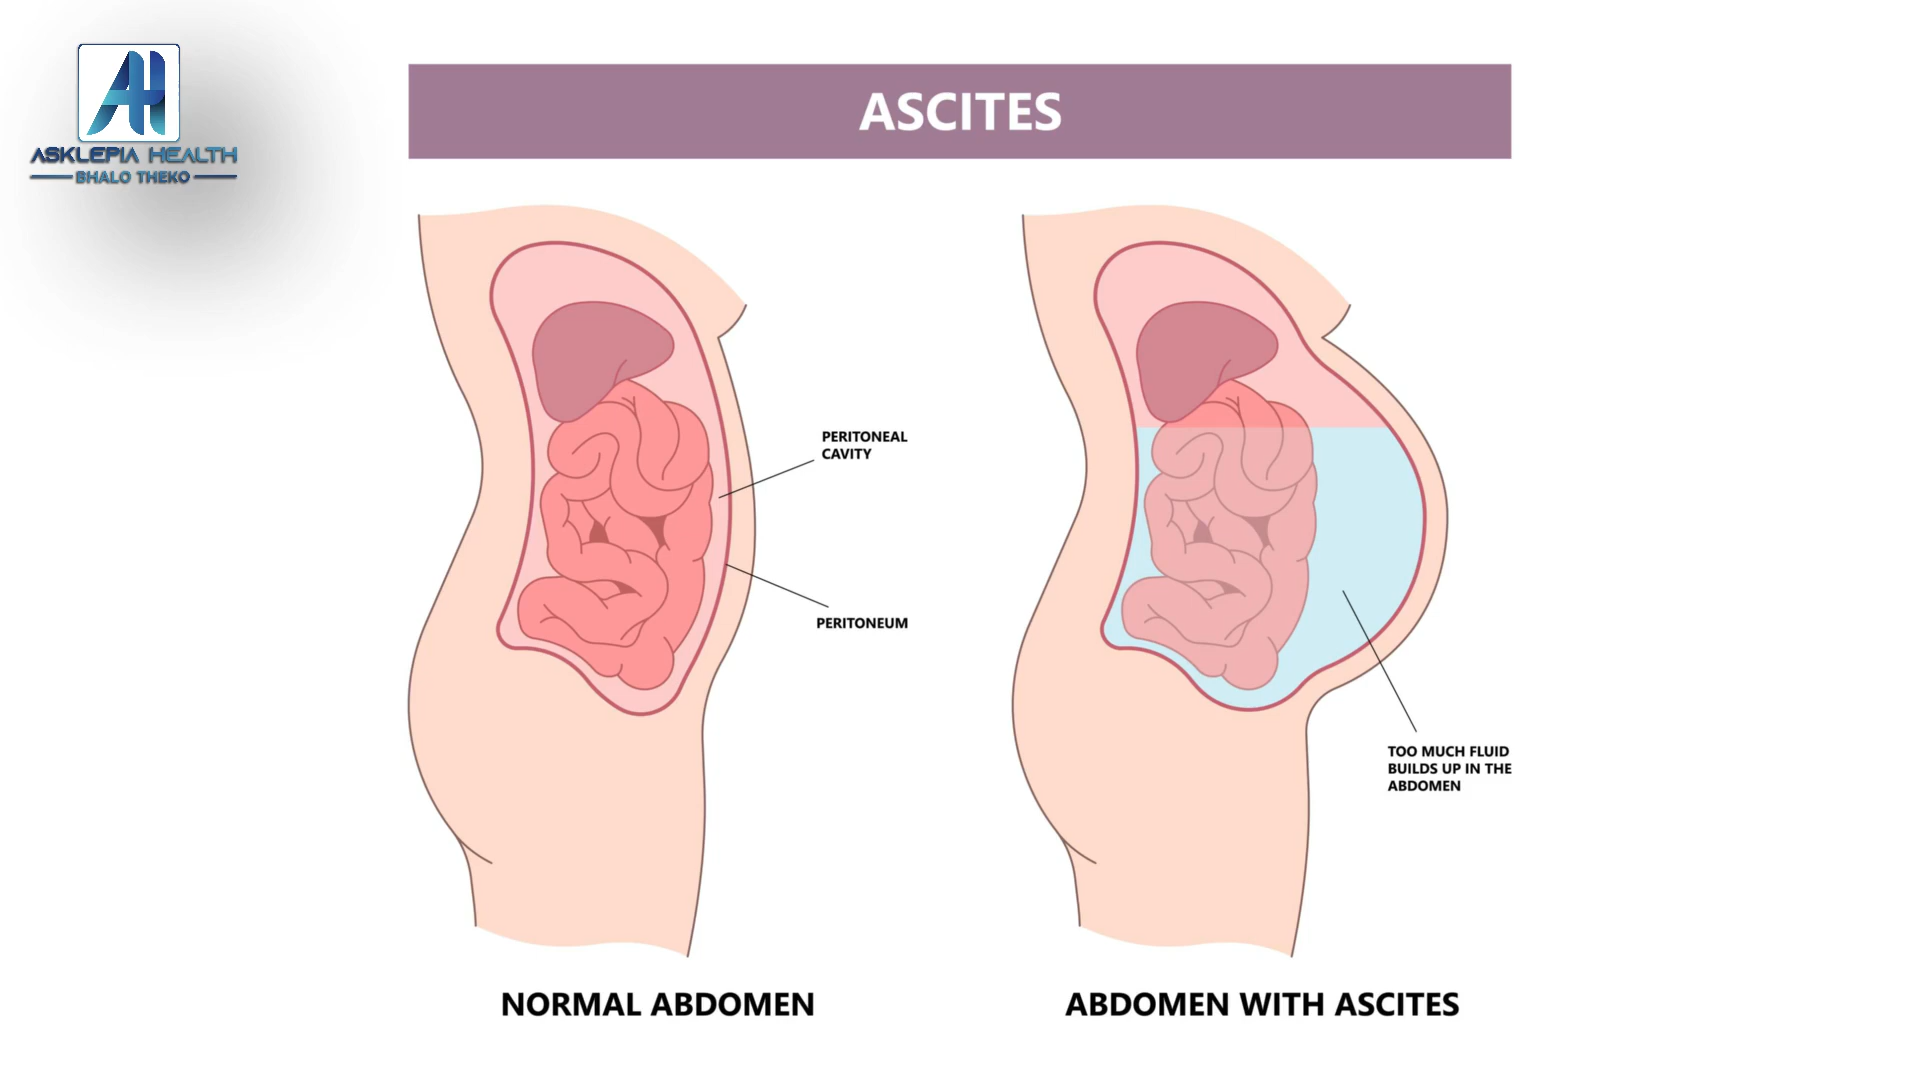 ASKLEPIA HEALTH
BHALO THEKO
ASCITES
PERITONEAL
CAVITY
PERITONEUM
TOO MUCH FLUID
BUILDS UP IN THE
ABDOMEN
NORMAL ABDOMEN
ABDOMEN WITH ASCITES